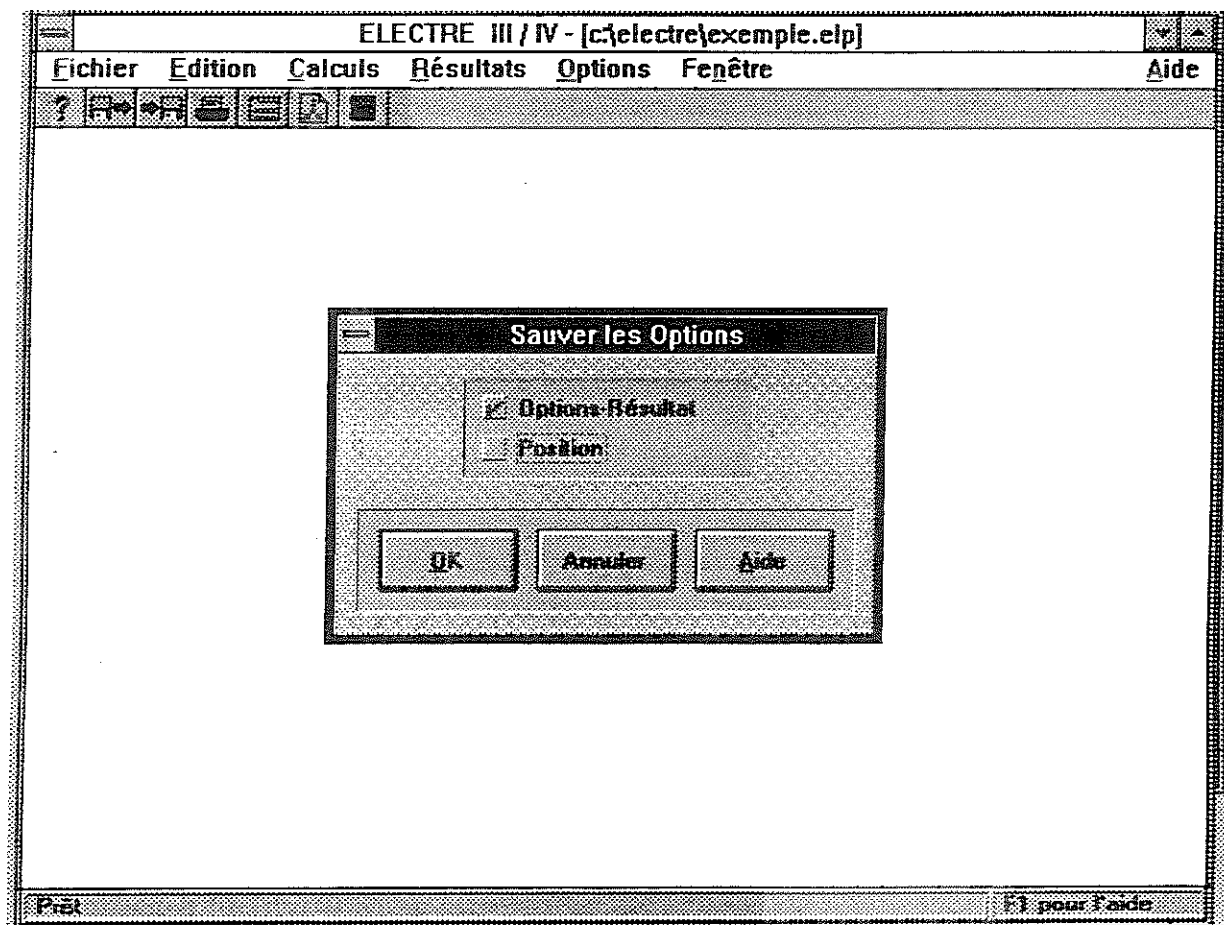 ELECTRE III / IV - [c:\electre\exemple.elp]
Fichier Edition Calculs Résultats Options Fenêtre Aide
?
Sauver les Options
Options-Résultat
Position
OK Annuler Aide
Prêt F1 pour l'aide